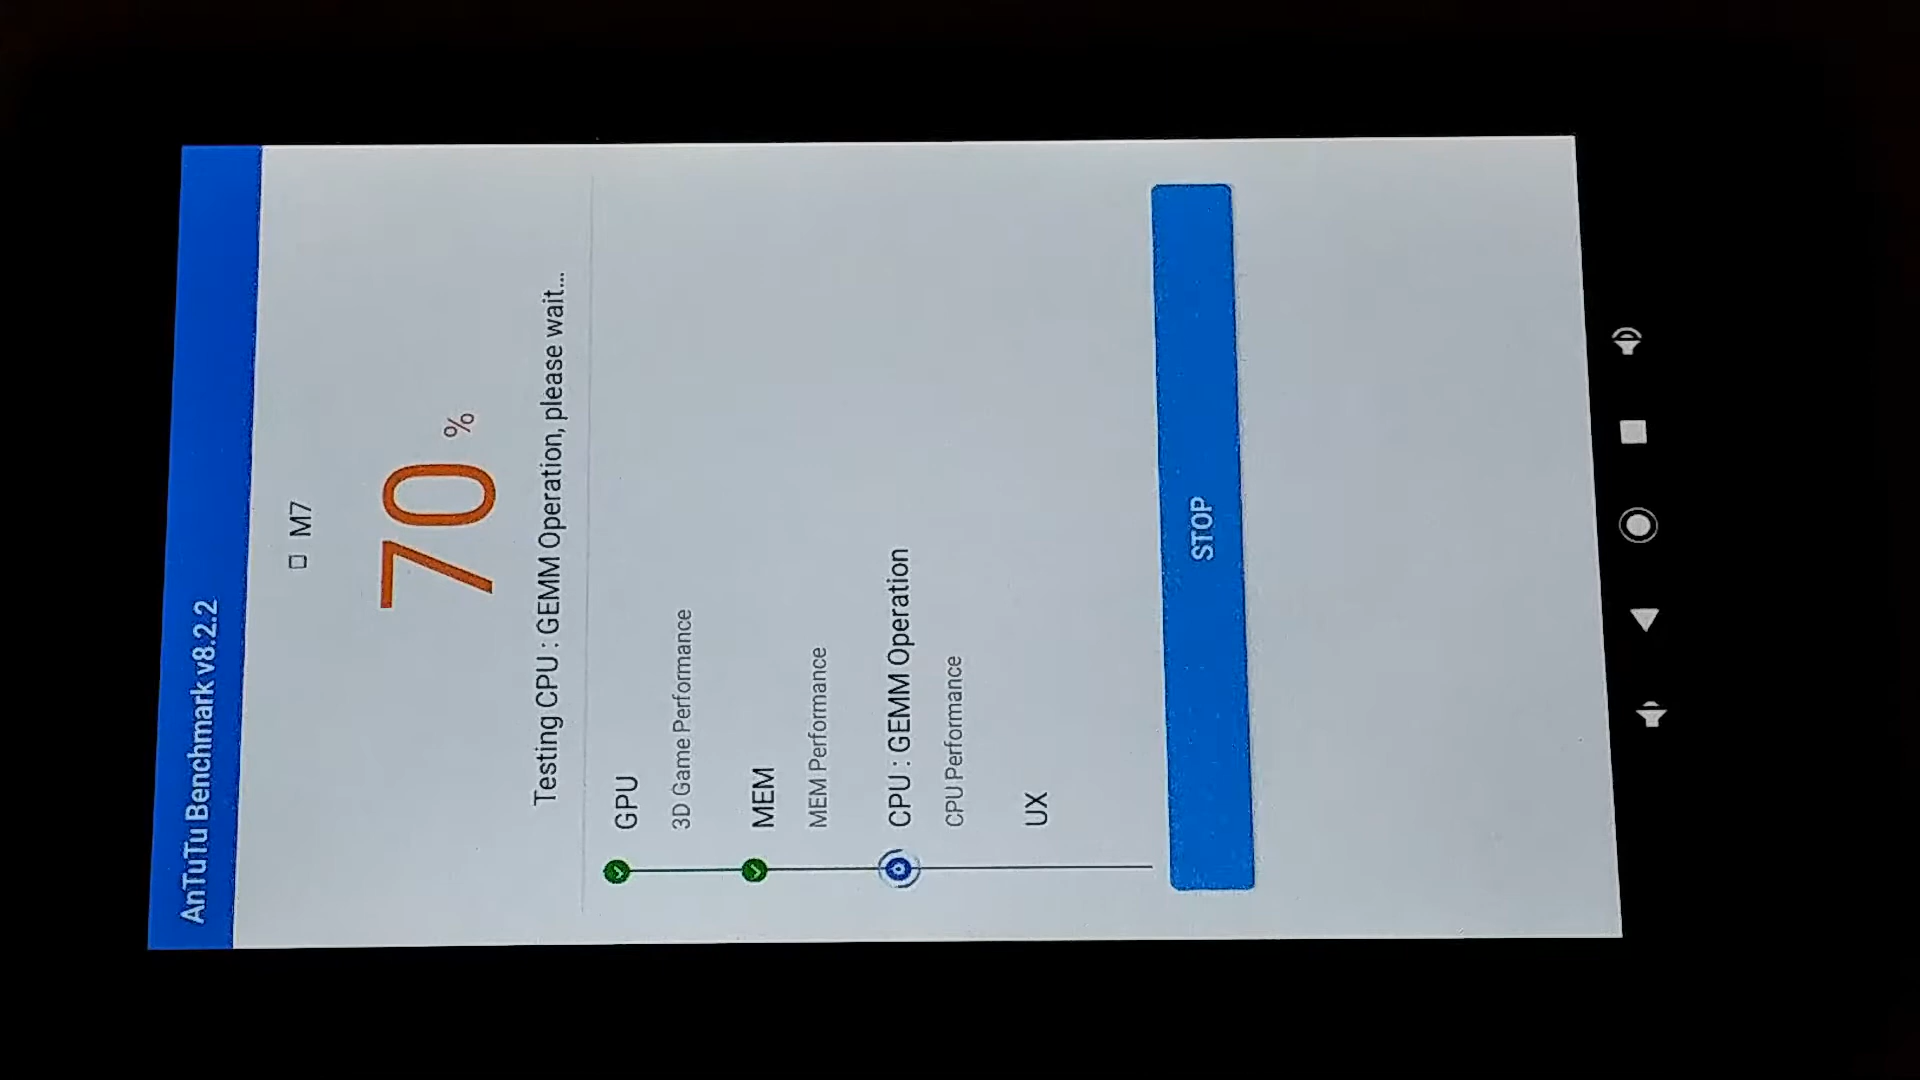 AnTuTu Benchmark v8.2.2
M7
70 %
Testing CPU : GEMM Operation, please wait...
GPU
3D Game Performance
MEM
MEM Performance
CPU : GEMM Operation
CPU Performance
UX
STOP